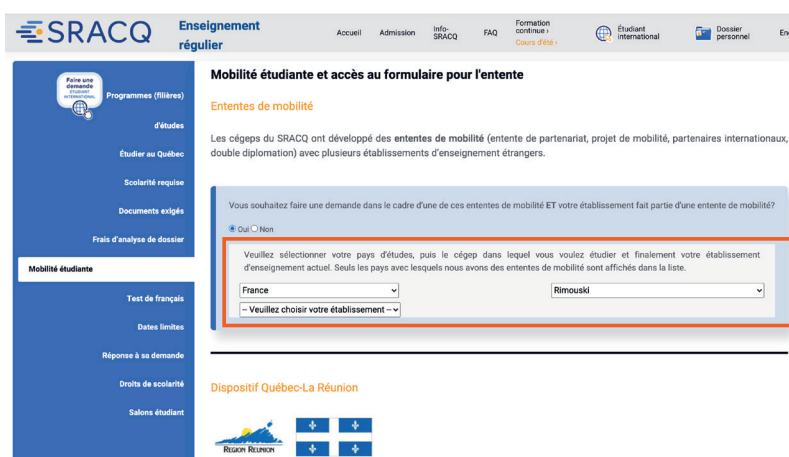 SRACQ
Enseignement
régulier
Accueil
Admission
Info-
SRACQ
FAQ
Formation
continue ›
Cours d'été ›
Étudiant
international
Dossier
personnel
En
Faire une
demande
ÉTUDIANT
INTERNATIONAL
Programmes (filières)
d'études
Étudier au Québec
Scolarité requise
Documents exigés
Frais d'analyse de dossier
Mobilité étudiante
Test de français
Dates limites
Réponse à sa demande
Droits de scolarité
Salons étudiant
Mobilité étudiante et accès au formulaire pour l'entente
Ententes de mobilité
Les cégeps du SRACQ ont développé des ententes de mobilité (entente de partenariat, projet de mobilité, partenaires internationaux,
double diplomation) avec plusieurs établissements d'enseignement étrangers.
Vous souhaitez faire une demande dans le cadre d'une de ces ententes de mobilité ET votre établissement fait partie d'une entente de mobilité?
Oui Non
Veuillez sélectionner votre pays d'études, puis le cégep dans lequel vous voulez étudier et finalement votre établissement
d'enseignement actuel. Seuls les pays avec lesquels nous avons des ententes de mobilité sont affichés dans la liste.
France
Rimouski
-- Veuillez choisir votre établissement --
Dispositif Québec-La Réunion
REGION REUNION